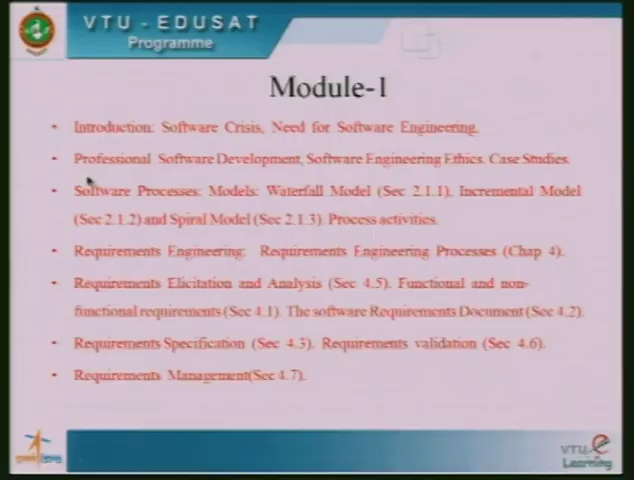 VTU - EDUSAT
Programme
Module-1
• Introduction: Software Crisis, Need for Software Engineering.
• Professional Software Development, Software Engineering Ethics. Case Studies.
• Software Processes: Models: Waterfall Model (Sec 2.1.1), Incremental Model
(Sec 2.1.2) and Spiral Model (Sec 2.1.3). Process activities.
• Requirements Engineering: Requirements Engineering Processes (Chap 4).
• Requirements Elicitation and Analysis (Sec 4.5). Functional and non-
functional requirements (Sec 4.1). The software Requirements Document (Sec 4.2).
• Requirements Specification (Sec 4.3). Requirements validation (Sec 4.6).
• Requirements Management(Sec 4.7).
VTU e
Learning